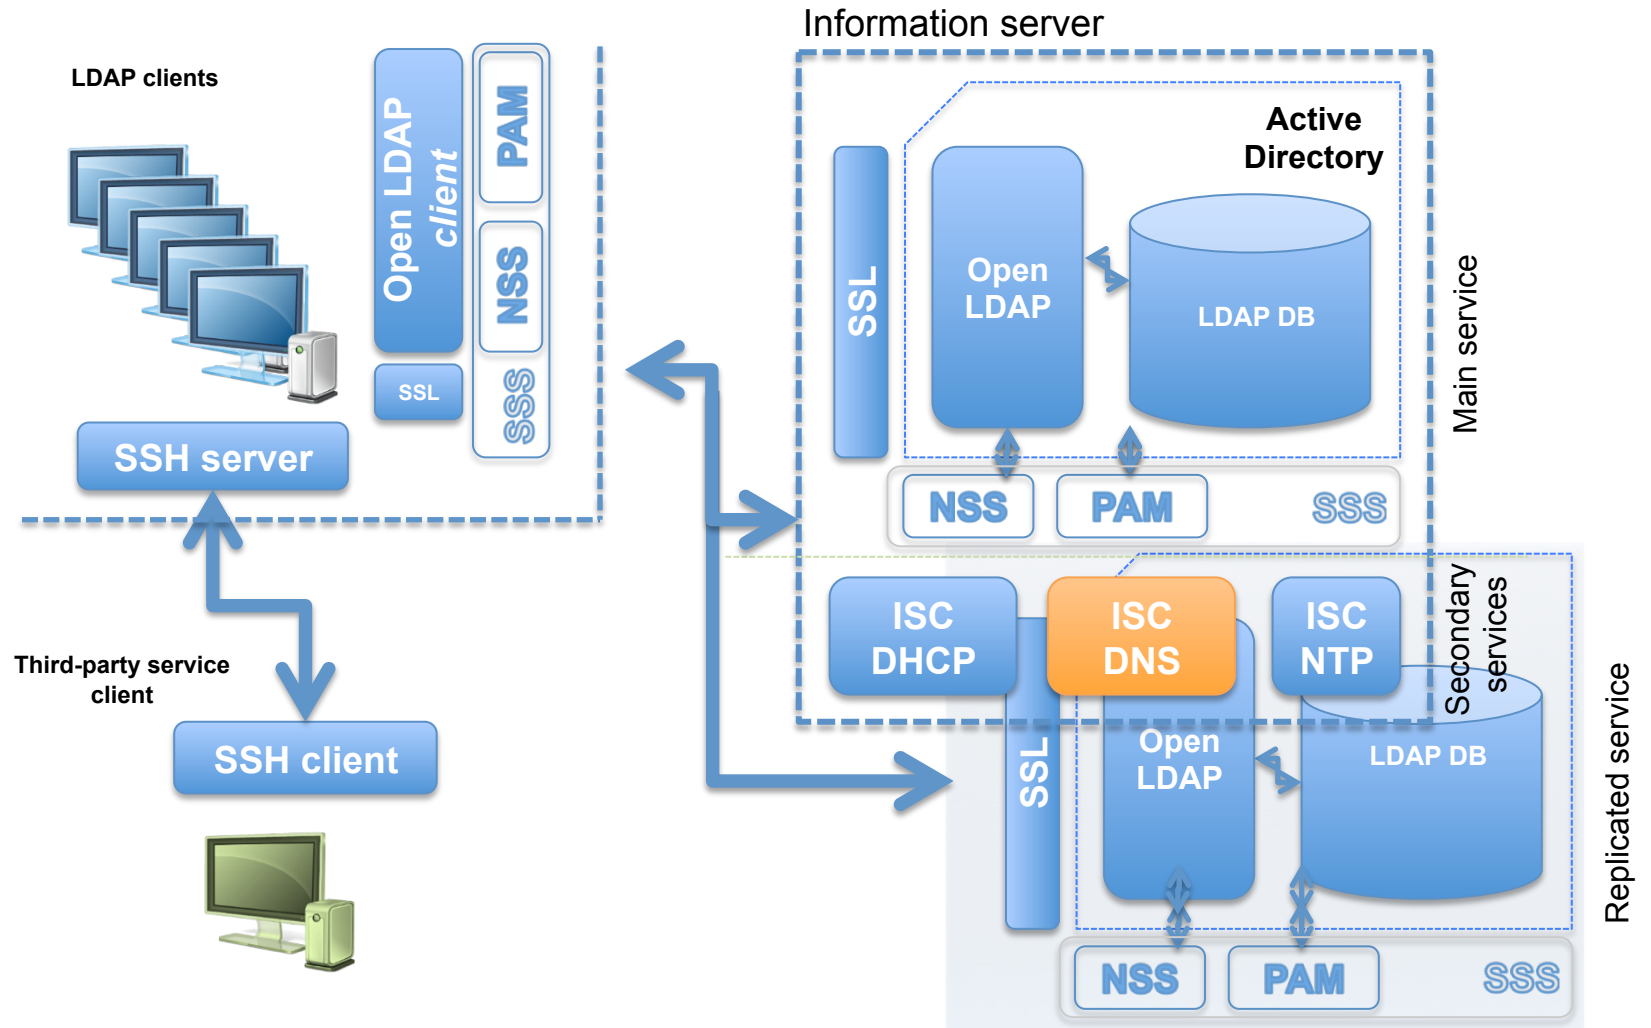 Information server
LDAP clients
Open LDAP
client
PAM
NSS
SSS
SSL
SSH server
Third-party service
client
SSH client
Active
Directory
SSL
Open
LDAP
LDAP DB
NSS
PAM
SSS
Main service
ISC
DHCP
ISC
DNS
ISC
NTP
Secondary
services
SSL
Open
LDAP
LDAP DB
NSS
PAM
SSS
Replicated service